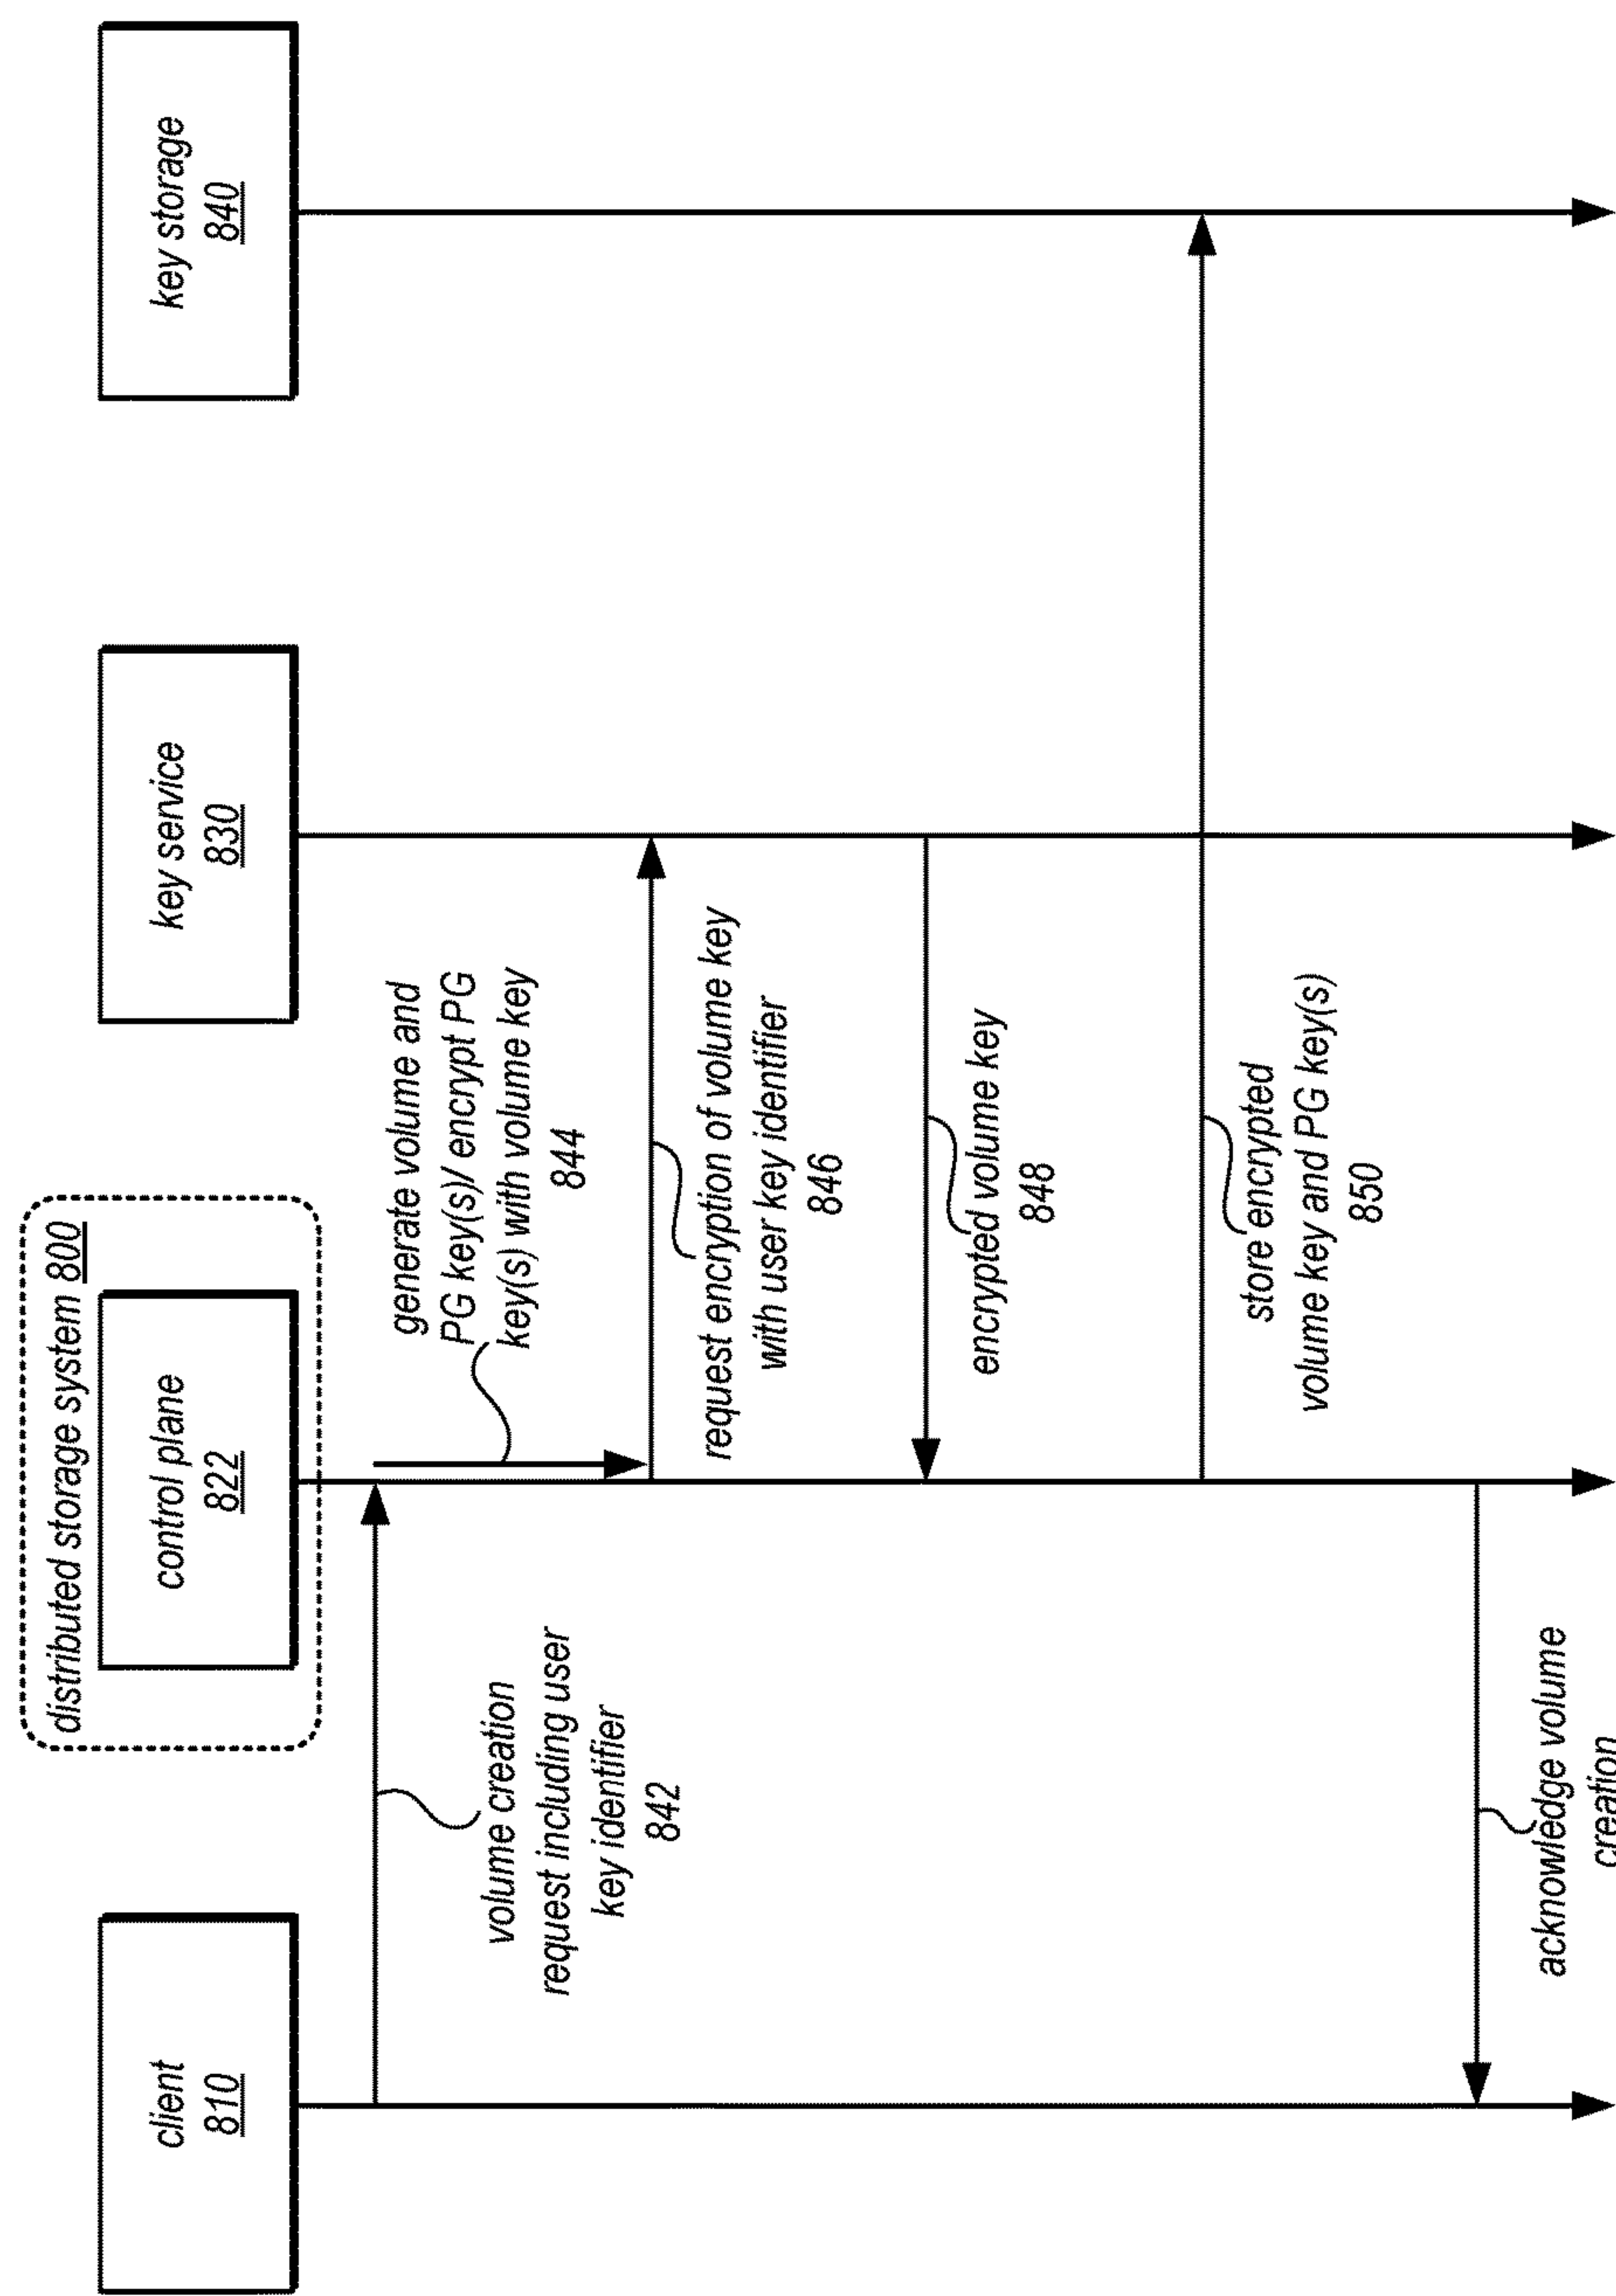 distributed storage system 800
client
810
control plane
822
key service
830
key storage
840
volume creation
request including user
key identifier
842
generate volume and
PG key(s)/ encrypt PG
key(s) with volume key
844
request encryption of volume key
with user key identifier
846
encrypted volume key
848
store encrypted
volume key and PG key(s)
850
acknowledge volume
creation